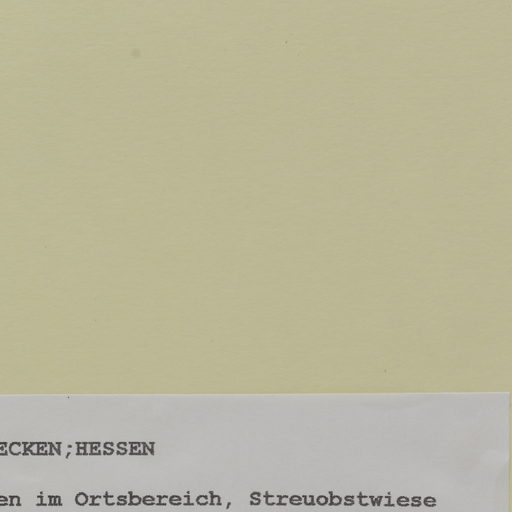 ECKEN;HESSEN
en im Ortsbereich, Streuobstwiese